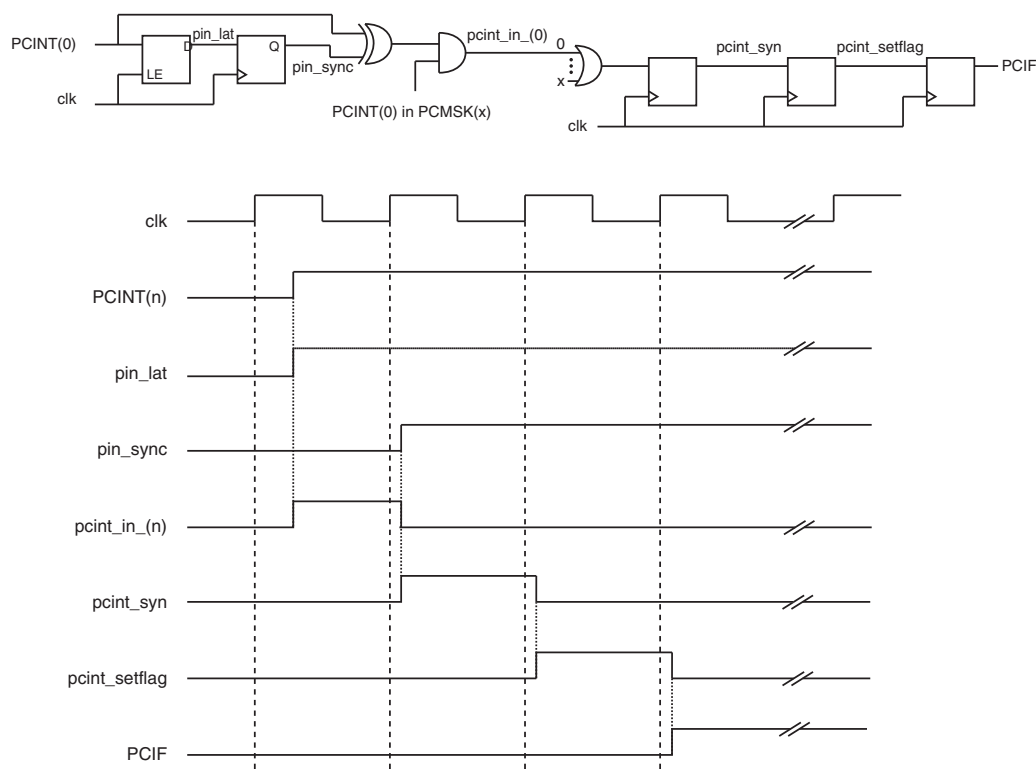 PCINT(0)
pin_lat
D
LE
Q
pin_sync
clk
pcint_in_(0)
PCINT(0) in PCMSK(x)
0
x
pcint_syn
pcint_setflag
PCIF
clk
clk
PCINT(n)
pin_lat
pin_sync
pcint_in_(n)
pcint_syn
pcint_setflag
PCIF